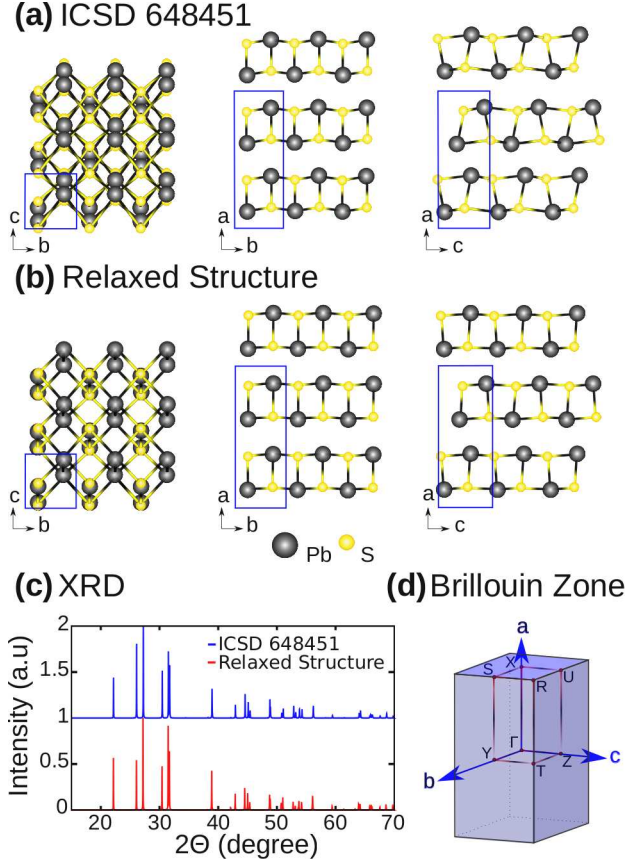 (a) ICSD 648451
c
b
a
b
a
c
(b) Relaxed Structure
c
b
a
b
a
c
Pb
S
(c) XRD
(d) Brillouin Zone
Intensity (a.u)
2
1
1
0.5
0
ICSD 648451
Relaxed Structure
20
30
40
50
60
70
2Θ (degree)
a
S
X
U
R
Γ
Y
Z
T
b
c